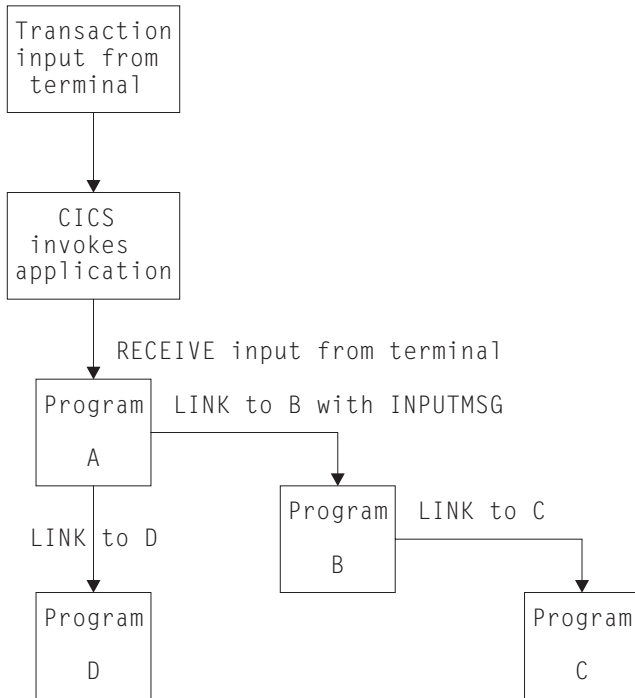 Transaction
input from
terminal
CICS
invokes
application
RECEIVE input from terminal
Program
A
LINK to B with INPUTMSG
Program
B
LINK to C
LINK to D
Program
D
Program
C